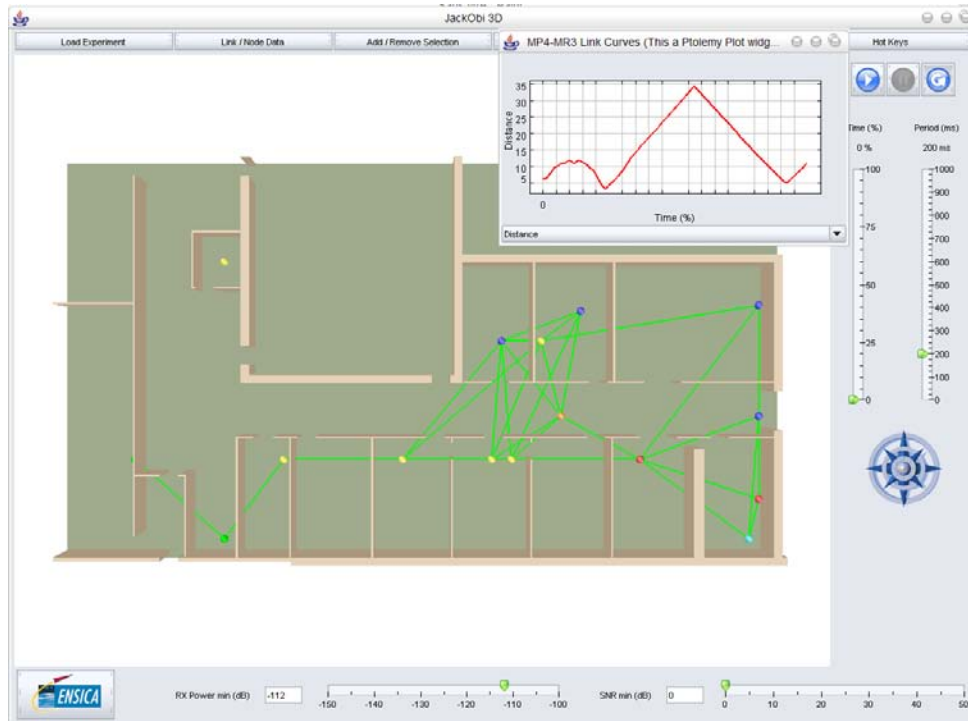 JackObi 3D
Load Experiment
Link / Node Data
Add / Remove Selection
Hot Keys
MP4-MR3 Link Curves (This a Ptolemy Plot widg...
35
30
25
20
15
10
5
Distance
0
Time (%)
Distance
Time (%)
Period (ms)
0 %
200 ms
100
75
50
25
0
1000
900
800
700
600
500
400
300
200
100
0
ENSICA
RX Power min (dB)
-112
-150
-140
-130
-120
-110
-100
SNR min (dB)
0
0
10
20
30
40
50